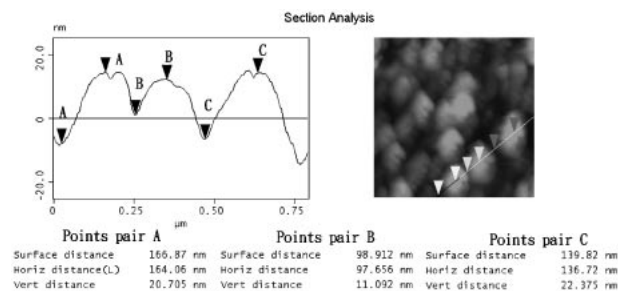 Section Analysis
nm
20.0
0
-20.0
A
A
B
B
C
C
0
0.25
0.50
0.75
μm
Points pair A Points pair B Points pair C
Surface distance 166.87 nm Surface distance 98.912 nm Surface distance 139.82 nm
Horiz distance(L) 164.06 nm Horiz distance 97.656 nm Horiz distance 136.72 nm
Vert distance 20.705 nm Vert distance 11.092 nm Vert distance 22.375 nm